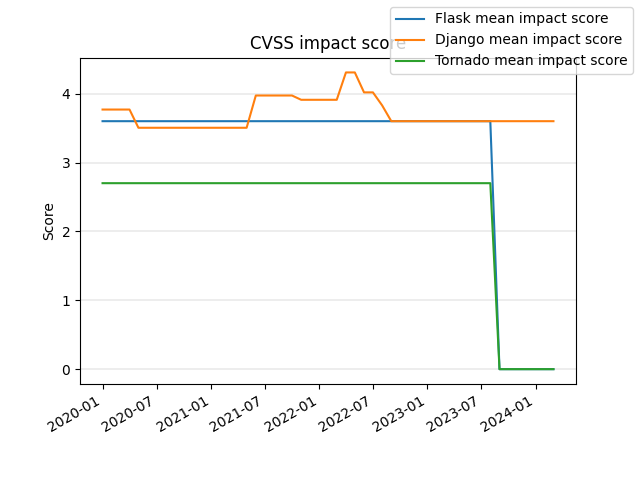 Flask mean impact score
Django mean impact score
Tornado mean impact score
CVSS impact score
Score
4
3
2
1
0
2020-01
2020-07
2021-01
2021-07
2022-01
2022-07
2023-01
2023-07
2024-01